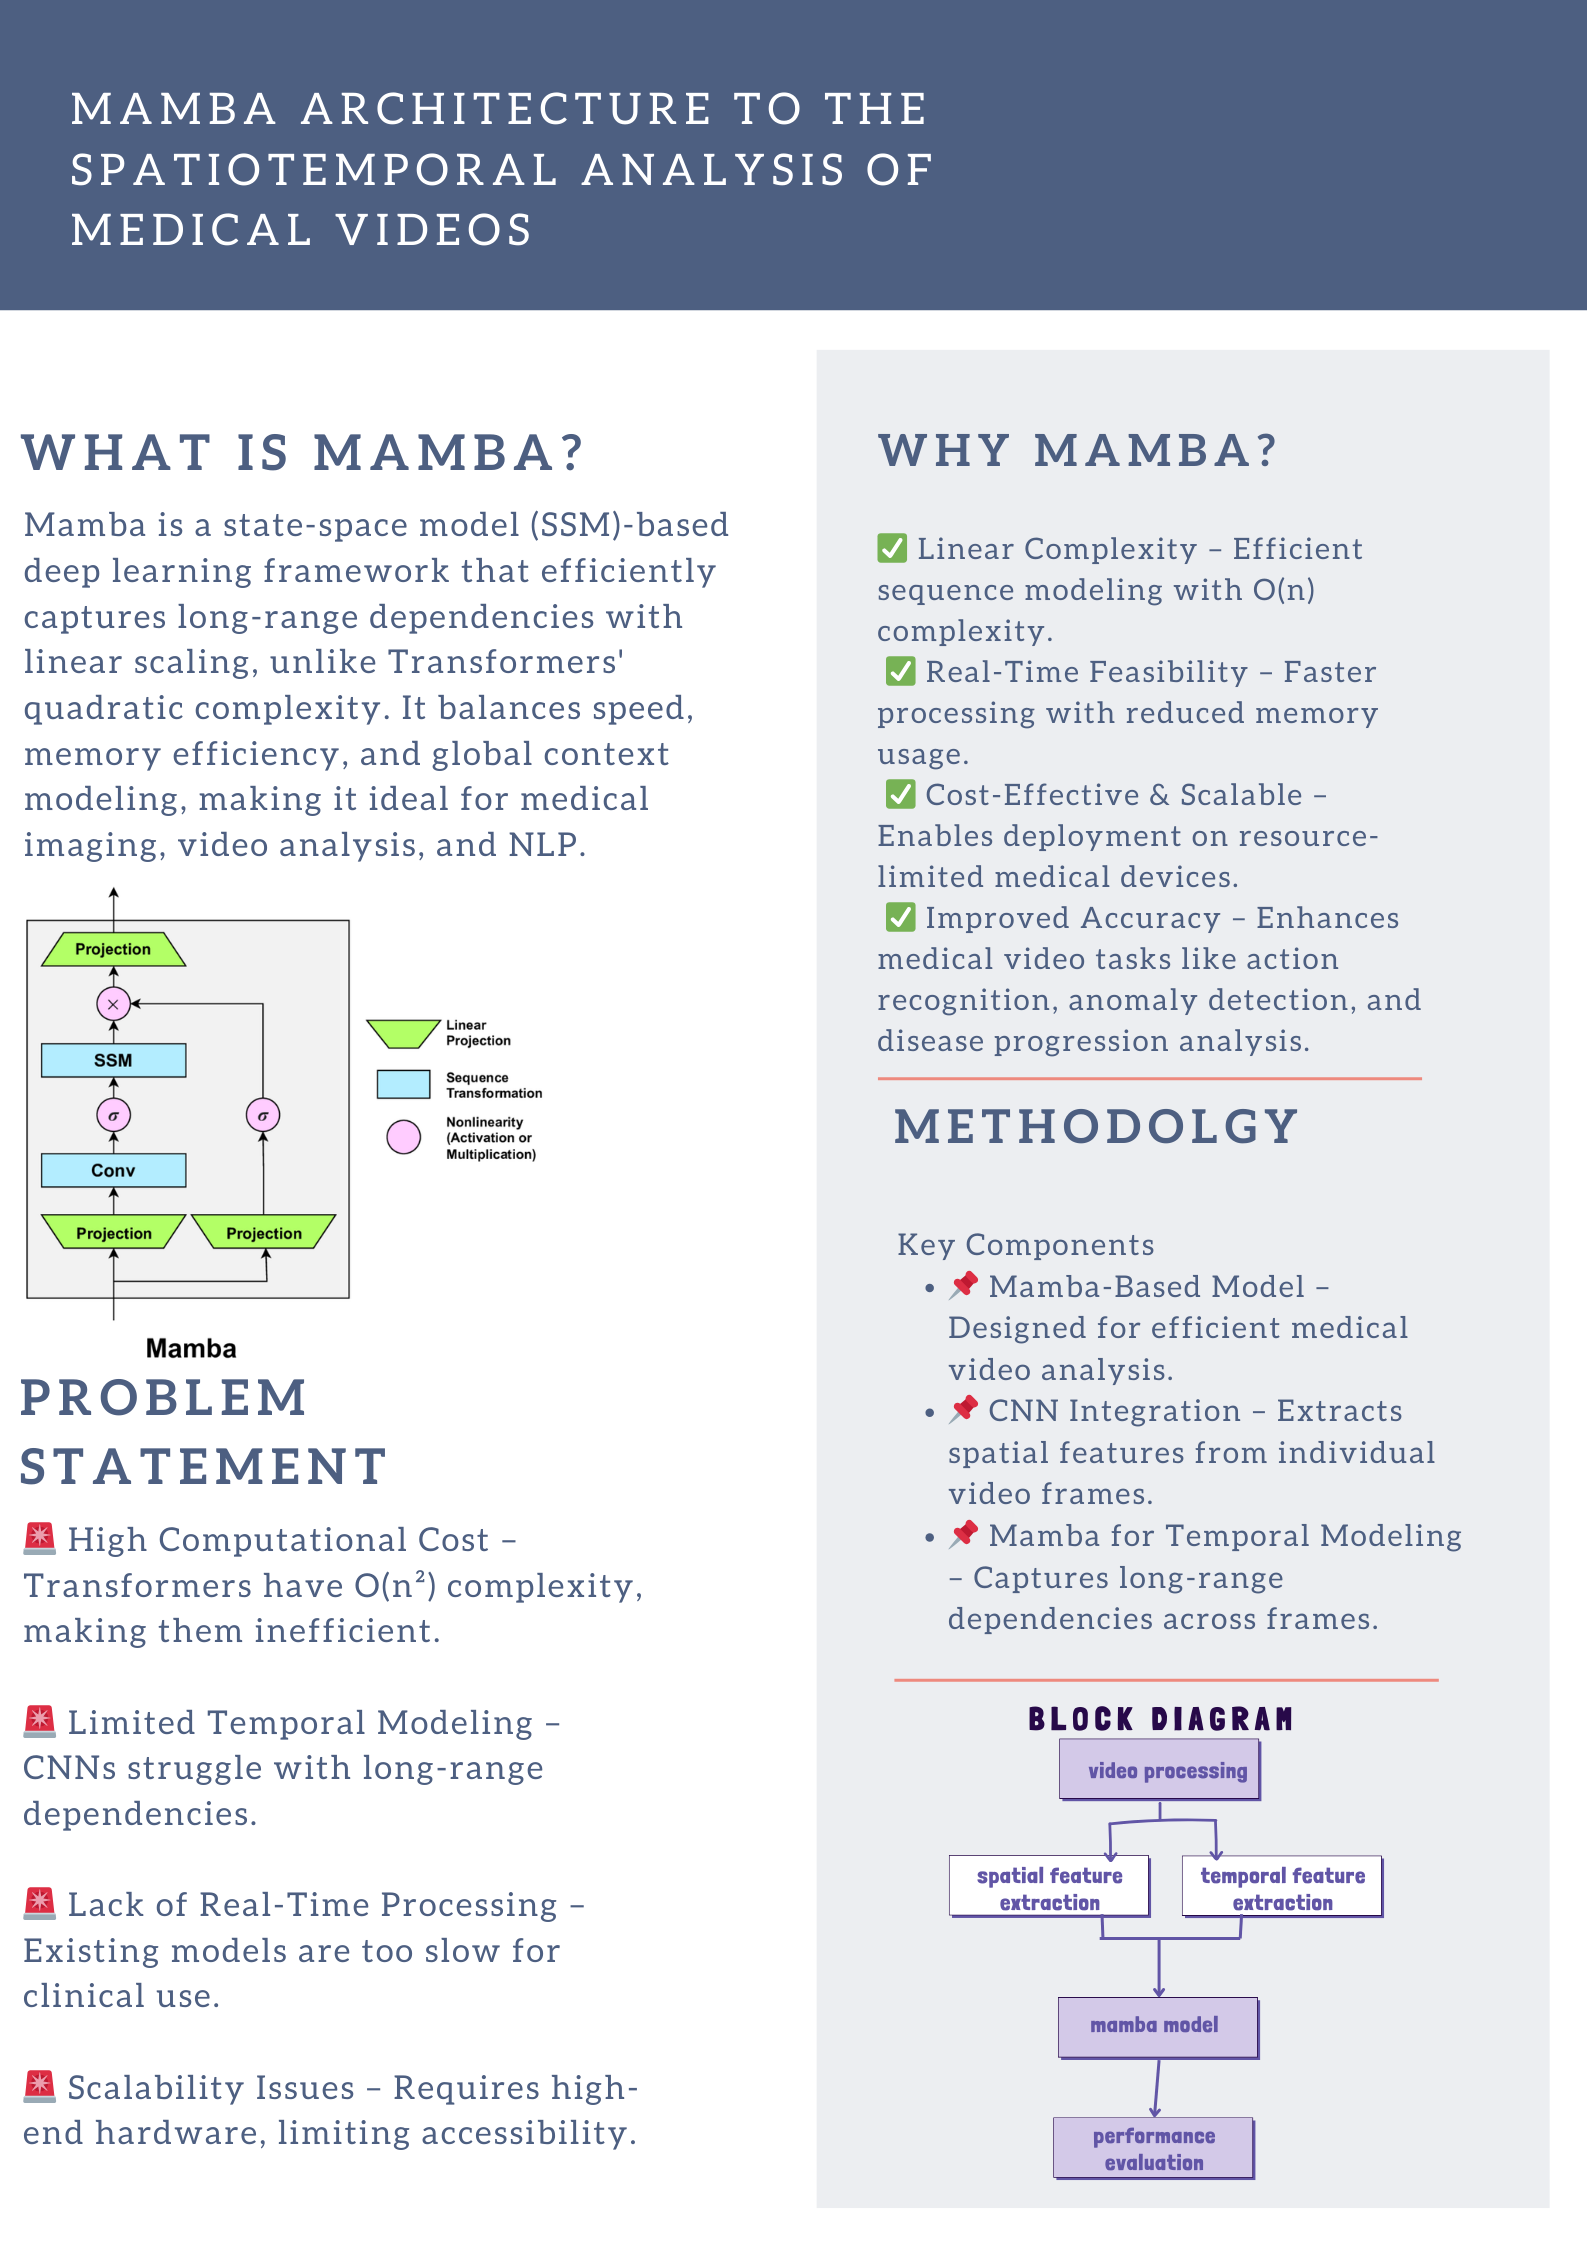 MAMBA ARCHITECTURE TO THE
SPATIOTEMPORAL ANALYSIS OF
MEDICAL VIDEOS
WHAT IS MAMBA?
Mamba is a state-space model (SSM)-based
deep learning framework that efficiently
captures long-range dependencies with
linear scaling, unlike Transformers'
quadratic complexity. It balances speed,
memory efficiency, and global context
modeling, making it ideal for medical
imaging, video analysis, and NLP.
Projection
×
SSM
σ
σ
Conv
Projection
Projection
Linear
Projection
Sequence
Transformation
Nonlinearity
(Activation or
Multiplication)
Mamba
PROBLEM
STATEMENT
🚨 High Computational Cost –
Transformers have O(n²) complexity,
making them inefficient.
🚨 Limited Temporal Modeling –
CNNs struggle with long-range
dependencies.
🚨 Lack of Real-Time Processing –
Existing models are too slow for
clinical use.
🚨 Scalability Issues – Requires high-
end hardware, limiting accessibility.
WHY MAMBA?
✅ Linear Complexity – Efficient
sequence modeling with O(n)
complexity.
✅ Real-Time Feasibility – Faster
processing with reduced memory
usage.
✅ Cost-Effective & Scalable –
Enables deployment on resource-
limited medical devices.
✅ Improved Accuracy – Enhances
medical video tasks like action
recognition, anomaly detection, and
disease progression analysis.
METHODOLGY
Key Components
• 📌 Mamba-Based Model –
Designed for efficient medical
video analysis.
• 📌 CNN Integration – Extracts
spatial features from individual
video frames.
• 📌 Mamba for Temporal Modeling
– Captures long-range
dependencies across frames.
BLOCK DIAGRAM
video processing
spatial feature
extraction
temporal feature
extraction
mamba model
performance
evaluation